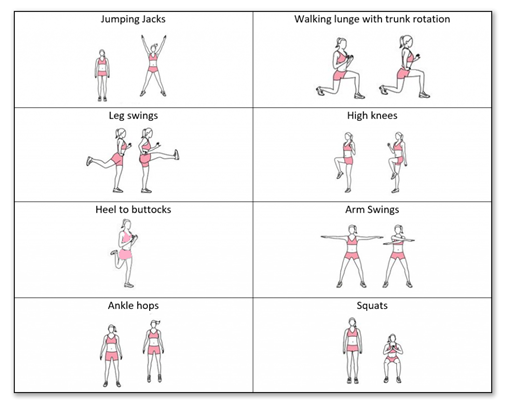 Jumping Jacks
Walking lunge with trunk rotation
Leg swings
High knees
Heel to buttocks
Arm Swings
Ankle hops
Squats